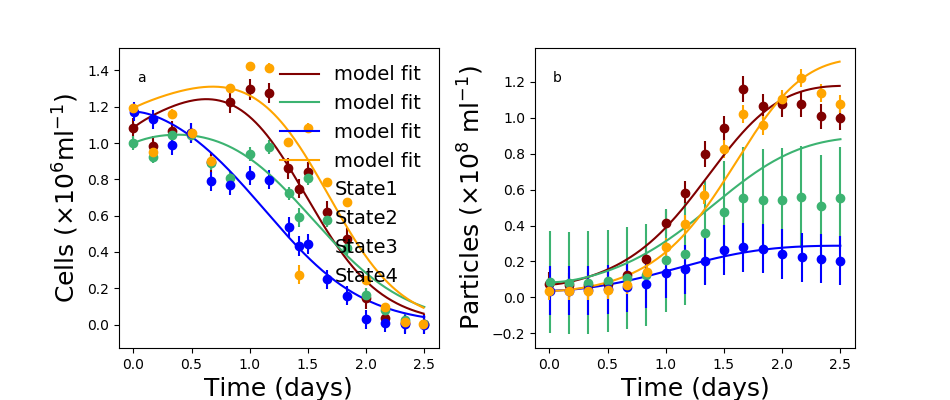 a
model fit
model fit
model fit
model fit
State1
State2
State3
State4
Cells (×10⁶ml⁻¹)
1.4
1.2
1.0
0.8
0.6
0.4
0.2
0.0
0.0 0.5 1.0 1.5 2.0 2.5
Time (days)
b
Particles (×10⁸ ml⁻¹)
1.2
1.0
0.8
0.6
0.4
0.2
0.0
−0.2
0.0 0.5 1.0 1.5 2.0 2.5
Time (days)